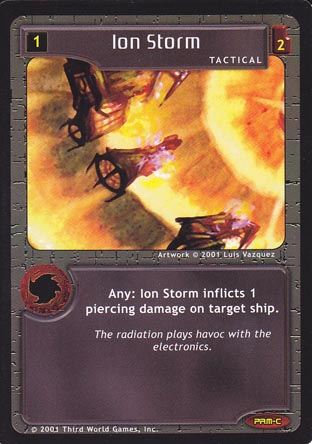 1
Ion Storm
2
TACTICAL
Artwork © 2001 Luis Vazquez
Any: Ion Storm inflicts 1
piercing damage on target ship.
The radiation plays havoc with the
electronics.
PRM-C
© 2001 Third World Games, Inc.